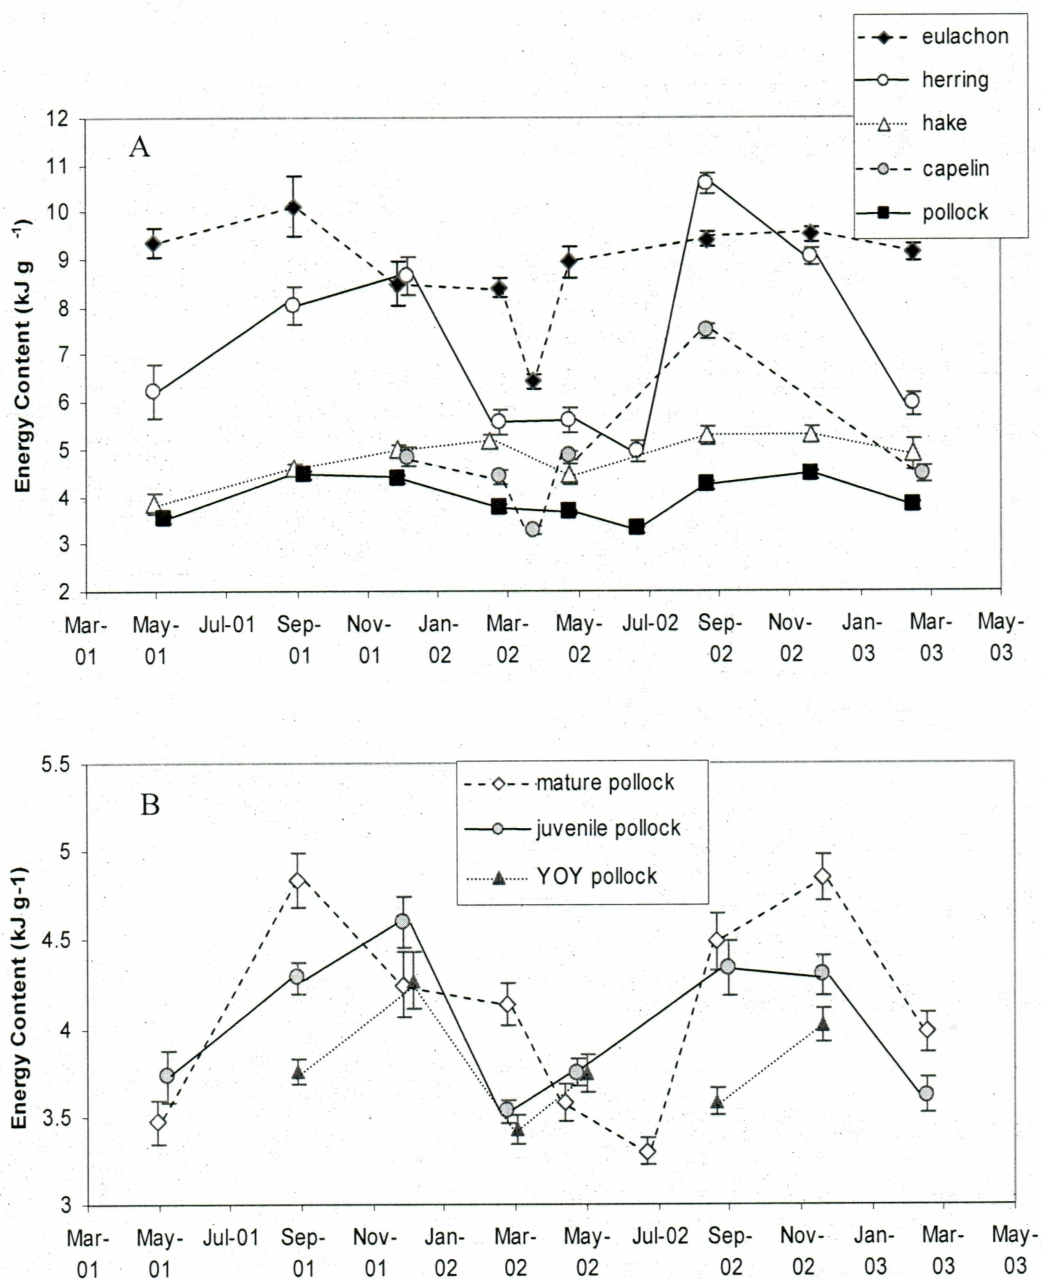 eulachon
herring
hake
capelin
pollock
A
Energy Content (kJ g -1)
12
11
10
9
8
7
6
5
4
3
2
Mar- May- Jul-01 Sep- Nov- Jan- Mar- May- Jul-02 Sep- Nov- Jan- Mar- May-
01 01 01 01 02 02 02 02 02 03 03 03
mature pollock
juvenile pollock
YOY pollock
B
Energy Content (kJ g-1)
5.5
5
4.5
4
3.5
3
Mar- May- Jul-01 Sep- Nov- Jan- Mar- May- Jul-02 Sep- Nov- Jan- Mar- May-
01 01 01 01 02 02 02 02 02 03 03 03